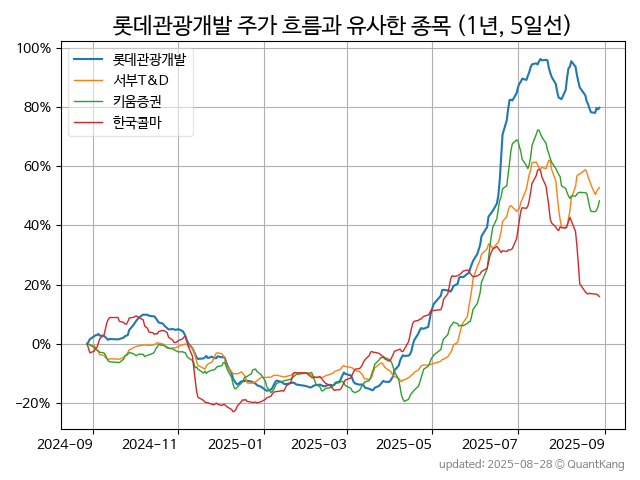 롯데관광개발 주가 흐름과 유사한 종목 (1년, 5일선)
롯데관광개발
서부T&D
키움증권
한국콜마
100%
80%
60%
40%
20%
0%
−20%
2024-09 2024-11 2025-01 2025-03 2025-05 2025-07 2025-09
updated: 2025-08-28 © QuantKang